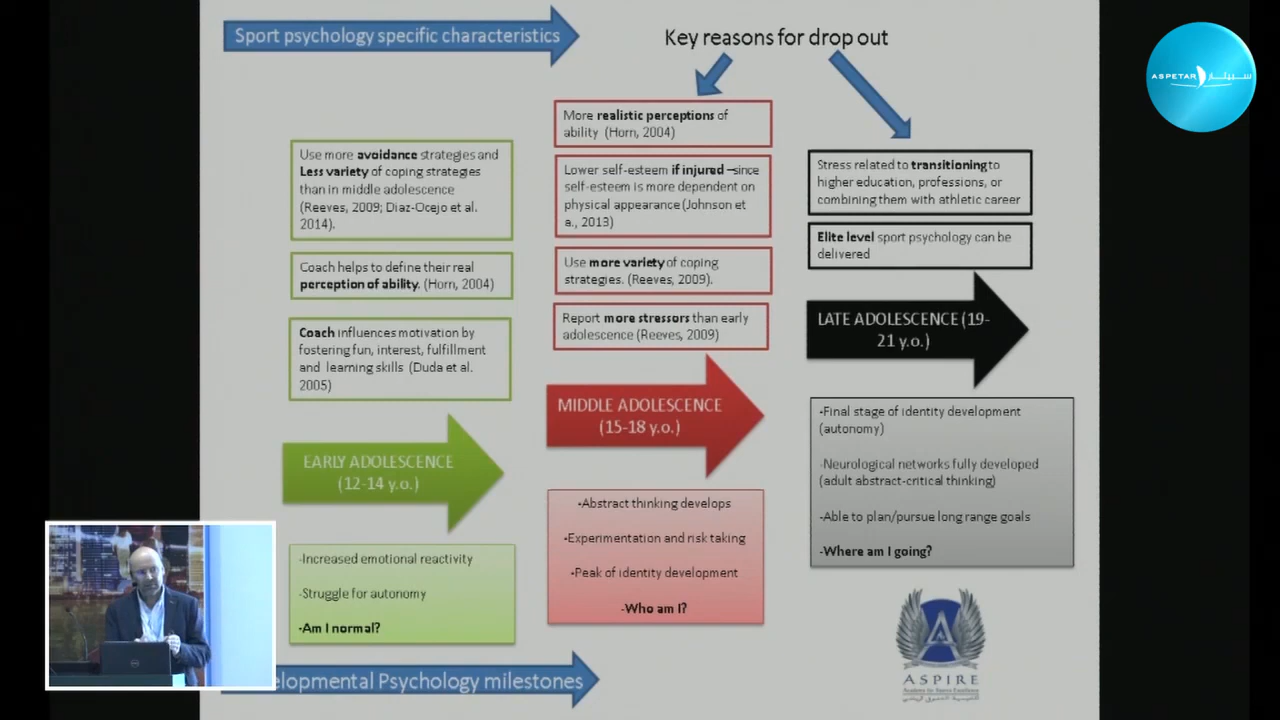 Sport psychology specific characteristics
Key reasons for drop out
ASPETAR سبيتار
Use more avoidance strategies and
Less variety of coping strategies
than in middle adolescence
(Reeves, 2009; Diaz-Ocejo et al.
2014).
Coach helps to define their real
perception of ability. (Horn, 2004)
Coach influences motivation by
fostering fun, interest, fulfillment
and learning skills (Duda et al.
2005)
EARLY ADOLESCENCE
(12-14 y.o.)
-Increased emotional reactivity
-Struggle for autonomy
-Am I normal?
More realistic perceptions of
ability (Horn, 2004)
Lower self-esteem if injured –since
self-esteem is more dependent on
physical appearance (Johnson et
a., 2013)
Use more variety of coping
strategies. (Reeves, 2009).
Report more stressors than early
adolescence (Reeves, 2009)
MIDDLE ADOLESCENCE
(15-18 y.o.)
-Abstract thinking develops
-Experimentation and risk taking
-Peak of identity development
-Who am I?
Stress related to transitioning to
higher education, professions, or
combining them with athletic career
Elite level sport psychology can be
delivered
LATE ADOLESCENCE (19-
21 y.o.)
-Final stage of identity development
(autonomy)
-Neurological networks fully developed
(adult abstract-critical thinking)
-Able to plan/pursue long range goals
-Where am I going?
ASPIRE
elopmental Psychology milestones